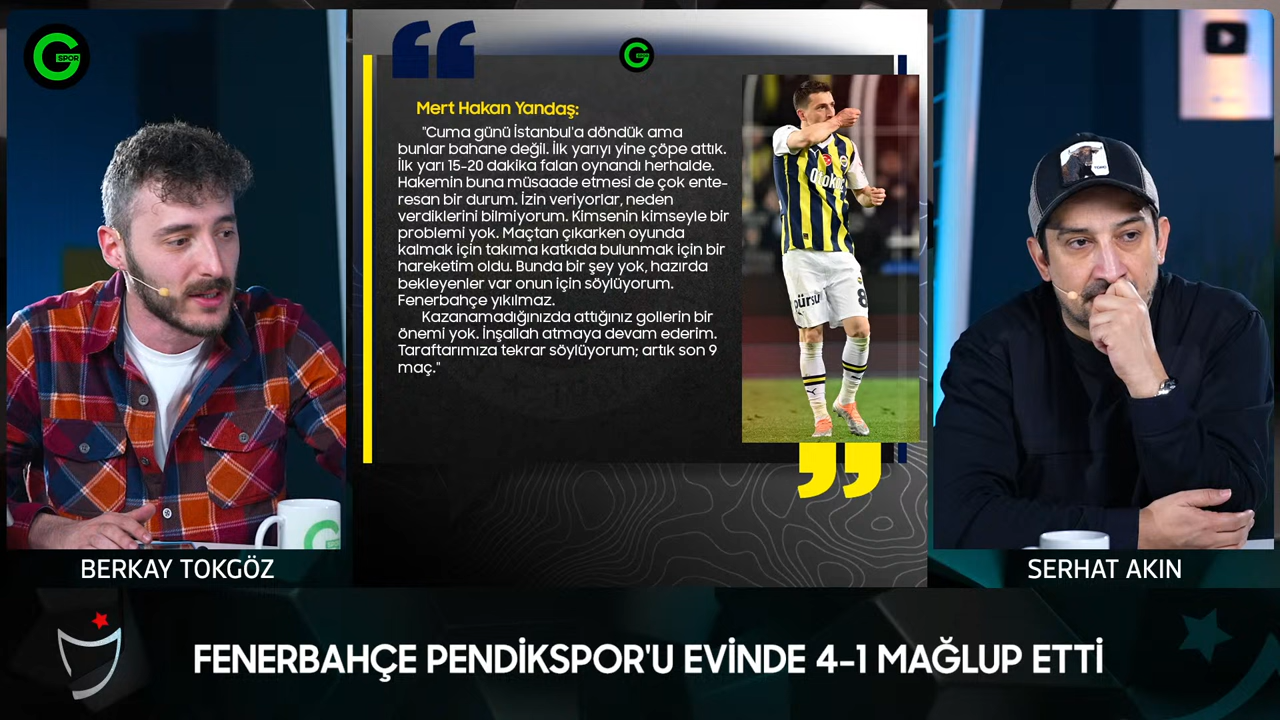 G
SPOR
G
SPOR
Mert Hakan Yandaş:
"Cuma günü İstanbul'a döndük ama
bunlar bahane değil. İlk yarıyı yine çöpe attık.
İlk yarı 15-20 dakika falan oynandı herhalde.
Hakemin buna müsaade etmesi de çok ente-
resan bir durum. İzin veriyorlar, neden
verdiklerini bilmiyorum. Kimsenin kimseyle bir
problemi yok. Maçtan çıkarken oyunda
kalmak için takıma katkıda bulunmak için bir
hareketim oldu. Bunda bir şey yok, hazırda
bekleyenler var onun için söylüyorum.
Fenerbahçe yıkılmaz.
Kazanamadığınızda attığınız gollerin bir
önemi yok. İnşallah atmaya devam ederim.
Taraftarımıza tekrar söylüyorum; artık son 9
maç."
BERKAY TOKGÖZ
SERHAT AKIN
FENERBAHÇE PENDİKSPOR'U EVİNDE 4-1 MAĞLUP ETTİ